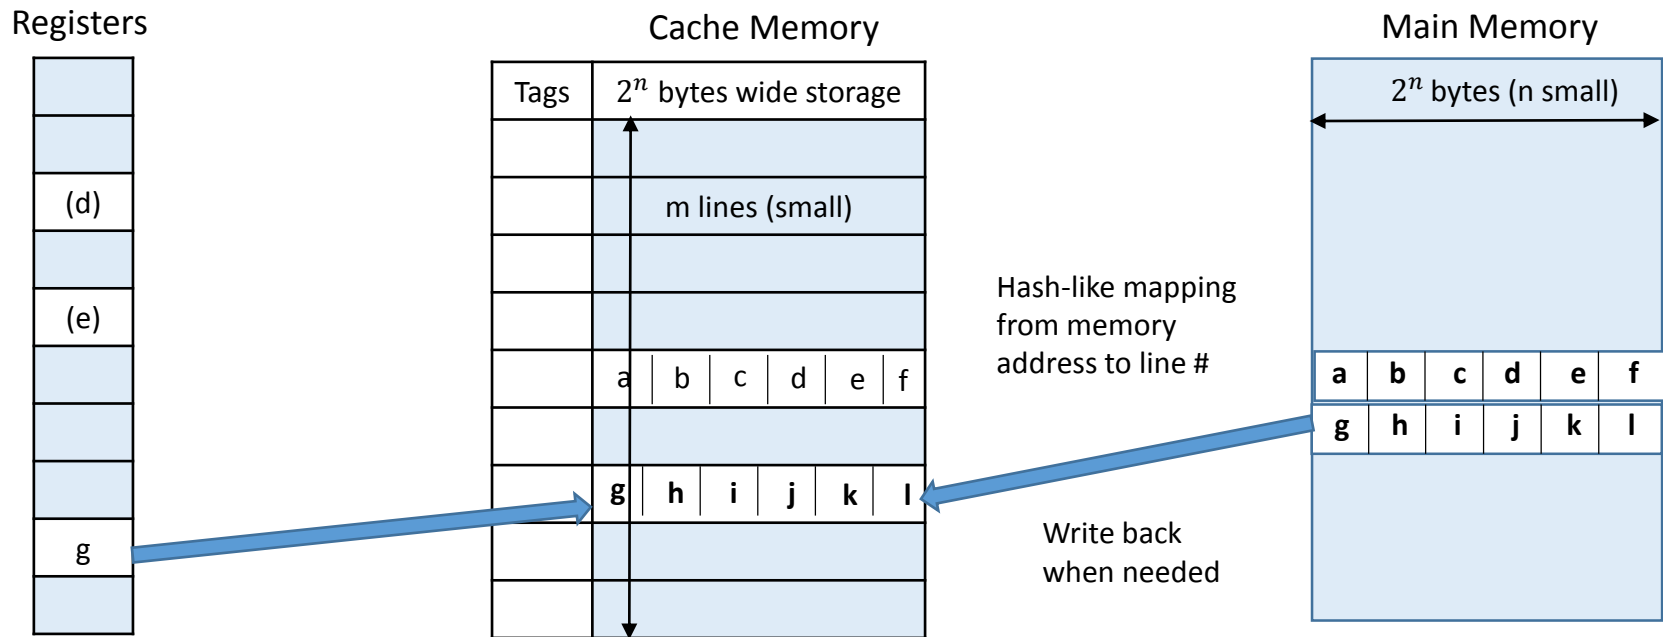 Registers
Cache Memory
Main Memory
Tags
2ⁿ bytes wide storage
2ⁿ bytes (n small)
(d)
m lines (small)
(e)
Hash-like mapping
from memory
address to line #
a b c d e f
a b c d e f
g h i j k l
g h i j k l
g
Write back
when needed